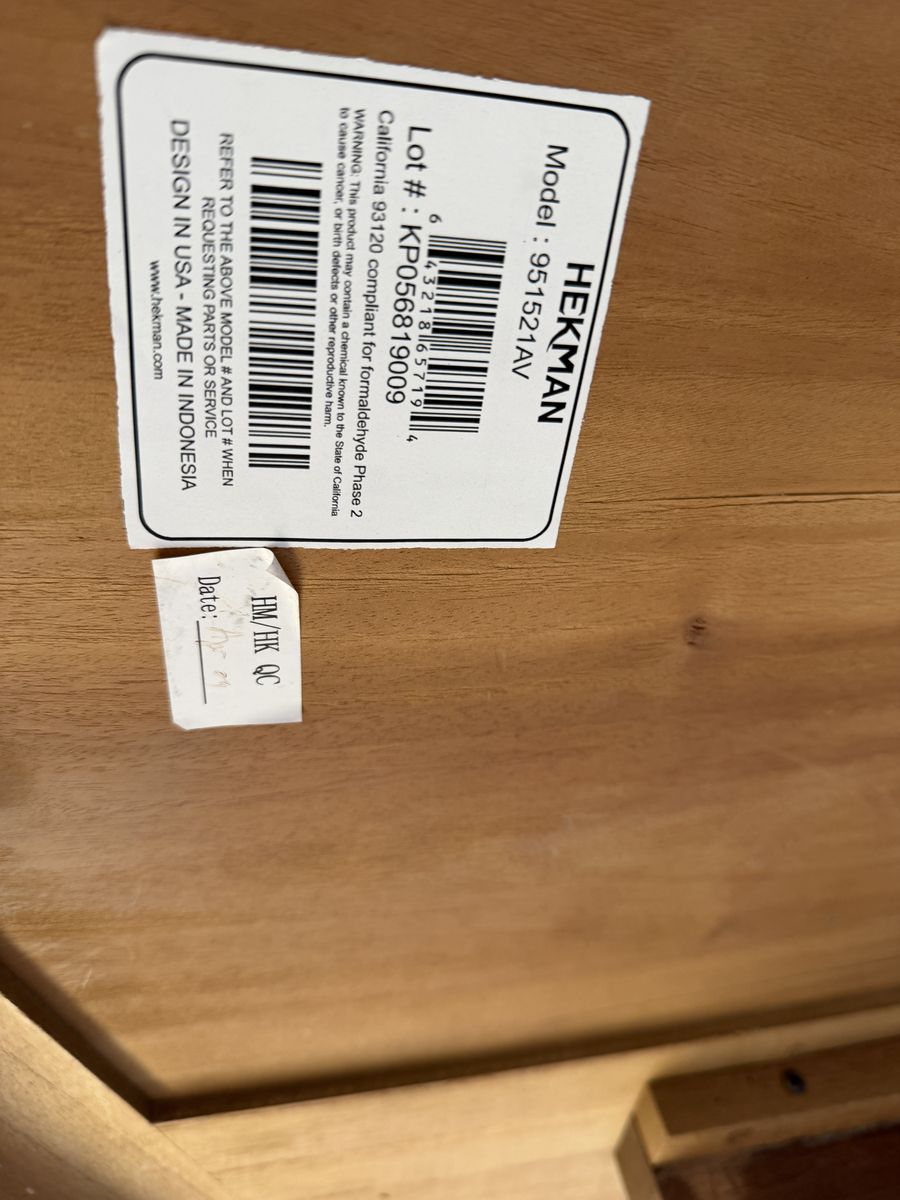 HEKMAN
Model : 951521AV
6 43218 65719 4
Lot # : KP056819009
California 93120 compliant for formaldehyde Phase 2
WARNING: This product may contain a chemical known to the State of California
to cause cancer, or birth defects or other reproductive harm.
REFER TO THE ABOVE MODEL # AND LOT # WHEN
REQUESTING PARTS OR SERVICE
DESIGN IN USA - MADE IN INDONESIA
www.hekman.com
HM/HK QC
Date: